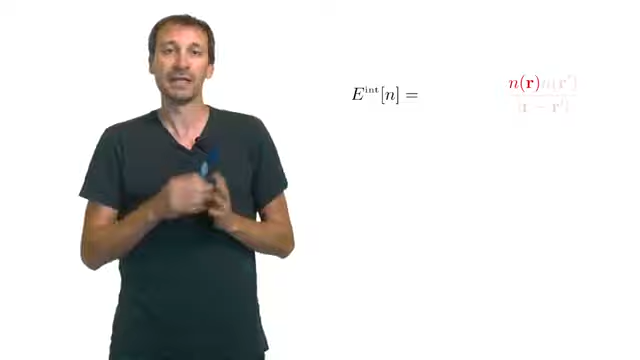 E^int[n] = n(r)n(r′) / |r − r′|